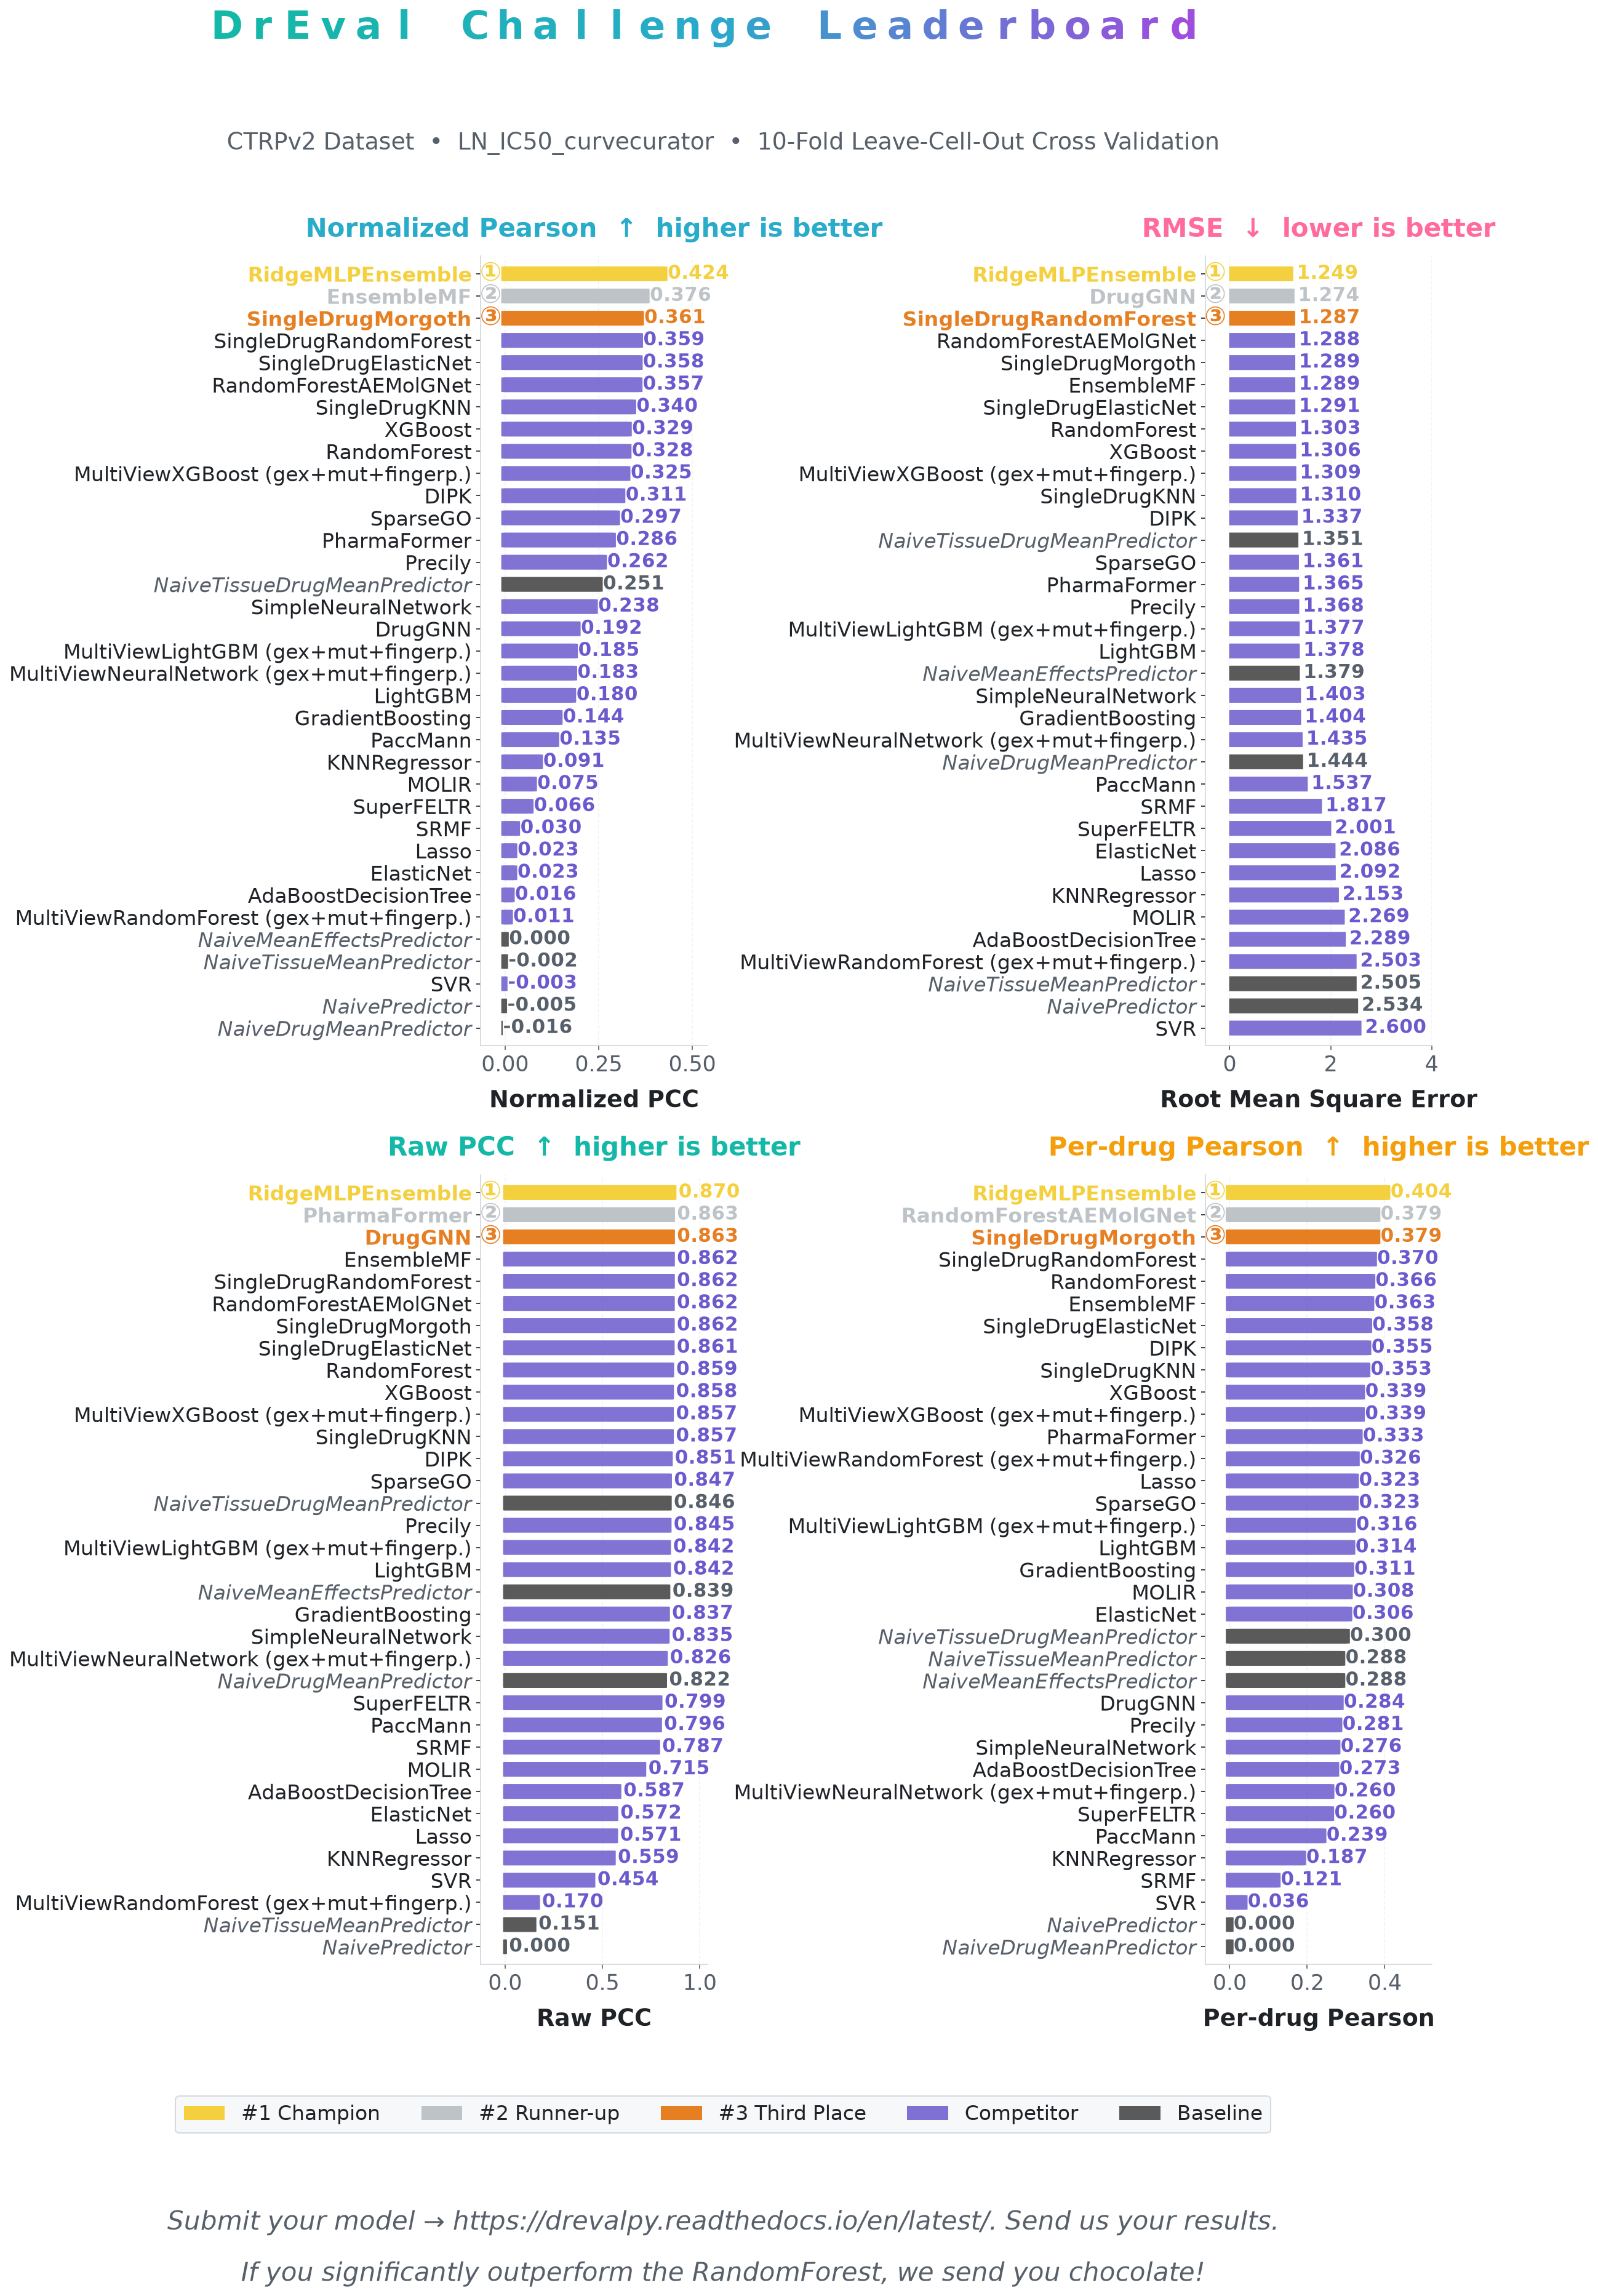 DrEval Challenge Leaderboard
CTRPv2 Dataset • LN_IC50_curvecurator • 10-Fold Leave-Cell-Out Cross Validation
Normalized Pearson ↑ higher is better
RidgeMLPEnsemble ① 0.424
EnsembleMF ② 0.376
SingleDrugMorgoth ③ 0.361
SingleDrugRandomForest 0.359
SingleDrugElasticNet 0.358
RandomForestAEMolGNet 0.357
SingleDrugKNN 0.340
XGBoost 0.329
RandomForest 0.328
MultiViewXGBoost (gex+mut+fingerp.) 0.325
DIPK 0.311
SparseGO 0.297
PharmaFormer 0.286
Precily 0.262
NaiveTissueDrugMeanPredictor 0.251
SimpleNeuralNetwork 0.238
DrugGNN 0.192
MultiViewLightGBM (gex+mut+fingerp.) 0.185
MultiViewNeuralNetwork (gex+mut+fingerp.) 0.183
LightGBM 0.180
GradientBoosting 0.144
PaccMann 0.135
KNNRegressor 0.091
MOLIR 0.075
SuperFELTR 0.066
SRMF 0.030
Lasso 0.023
ElasticNet 0.023
AdaBoostDecisionTree 0.016
MultiViewRandomForest (gex+mut+fingerp.) 0.011
NaiveMeanEffectsPredictor 0.000
NaiveTissueMeanPredictor -0.002
SVR -0.003
NaivePredictor -0.005
NaiveDrugMeanPredictor -0.016
0.00 0.25 0.50
Normalized PCC
RMSE ↓ lower is better
RidgeMLPEnsemble ① 1.249
DrugGNN ② 1.274
SingleDrugRandomForest ③ 1.287
RandomForestAEMolGNet 1.288
SingleDrugMorgoth 1.289
EnsembleMF 1.289
SingleDrugElasticNet 1.291
RandomForest 1.303
XGBoost 1.306
MultiViewXGBoost (gex+mut+fingerp.) 1.309
SingleDrugKNN 1.310
DIPK 1.337
NaiveTissueDrugMeanPredictor 1.351
SparseGO 1.361
PharmaFormer 1.365
Precily 1.368
MultiViewLightGBM (gex+mut+fingerp.) 1.377
LightGBM 1.378
NaiveMeanEffectsPredictor 1.379
SimpleNeuralNetwork 1.403
GradientBoosting 1.404
MultiViewNeuralNetwork (gex+mut+fingerp.) 1.435
NaiveDrugMeanPredictor 1.444
PaccMann 1.537
SRMF 1.817
SuperFELTR 2.001
ElasticNet 2.086
Lasso 2.092
KNNRegressor 2.153
MOLIR 2.269
AdaBoostDecisionTree 2.289
MultiViewRandomForest (gex+mut+fingerp.) 2.503
NaiveTissueMeanPredictor 2.505
NaivePredictor 2.534
SVR 2.600
0 2 4
Root Mean Square Error
Raw PCC ↑ higher is better
RidgeMLPEnsemble ① 0.870
PharmaFormer ② 0.863
DrugGNN ③ 0.863
EnsembleMF 0.862
SingleDrugRandomForest 0.862
RandomForestAEMolGNet 0.862
SingleDrugMorgoth 0.862
SingleDrugElasticNet 0.861
RandomForest 0.859
XGBoost 0.858
MultiViewXGBoost (gex+mut+fingerp.) 0.857
SingleDrugKNN 0.857
DIPK 0.851
SparseGO 0.847
NaiveTissueDrugMeanPredictor 0.846
Precily 0.845
MultiViewLightGBM (gex+mut+fingerp.) 0.842
LightGBM 0.842
NaiveMeanEffectsPredictor 0.839
GradientBoosting 0.837
SimpleNeuralNetwork 0.835
MultiViewNeuralNetwork (gex+mut+fingerp.) 0.826
NaiveDrugMeanPredictor 0.822
SuperFELTR 0.799
PaccMann 0.796
SRMF 0.787
MOLIR 0.715
AdaBoostDecisionTree 0.587
ElasticNet 0.572
Lasso 0.571
KNNRegressor 0.559
SVR 0.454
MultiViewRandomForest (gex+mut+fingerp.) 0.170
NaiveTissueMeanPredictor 0.151
NaivePredictor 0.000
0.0 0.5 1.0
Raw PCC
Per-drug Pearson ↑ higher is better
RidgeMLPEnsemble ① 0.404
RandomForestAEMolGNet ② 0.379
SingleDrugMorgoth ③ 0.379
SingleDrugRandomForest 0.370
RandomForest 0.366
EnsembleMF 0.363
SingleDrugElasticNet 0.358
DIPK 0.355
SingleDrugKNN 0.353
XGBoost 0.339
MultiViewXGBoost (gex+mut+fingerp.) 0.339
PharmaFormer 0.333
MultiViewRandomForest (gex+mut+fingerp.) 0.326
Lasso 0.323
SparseGO 0.323
MultiViewLightGBM (gex+mut+fingerp.) 0.316
LightGBM 0.314
GradientBoosting 0.311
MOLIR 0.308
ElasticNet 0.306
NaiveTissueDrugMeanPredictor 0.300
NaiveTissueMeanPredictor 0.288
NaiveMeanEffectsPredictor 0.288
DrugGNN 0.284
Precily 0.281
SimpleNeuralNetwork 0.276
AdaBoostDecisionTree 0.273
MultiViewNeuralNetwork (gex+mut+fingerp.) 0.260
SuperFELTR 0.260
PaccMann 0.239
KNNRegressor 0.187
SRMF 0.121
SVR 0.036
NaivePredictor 0.000
NaiveDrugMeanPredictor 0.000
0.0 0.2 0.4
Per-drug Pearson
#1 Champion #2 Runner-up #3 Third Place Competitor Baseline
Submit your model → https://drevalpy.readthedocs.io/en/latest/. Send us your results.
If you significantly outperform the RandomForest, we send you chocolate!